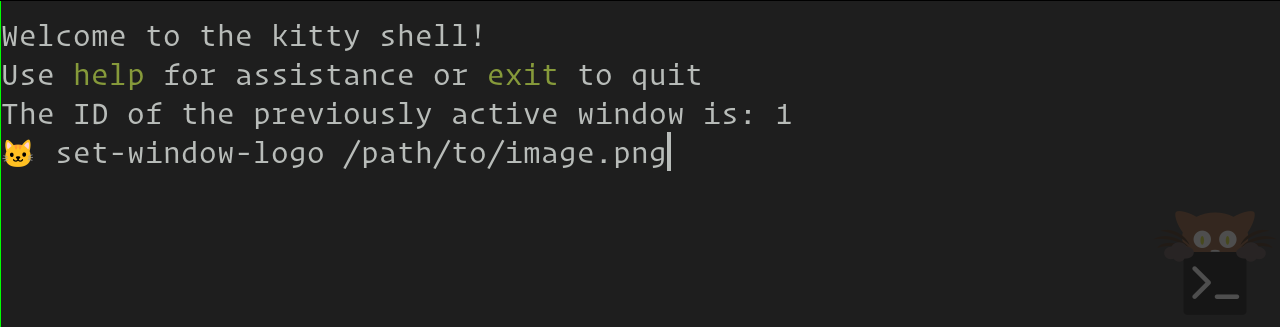 Welcome to the kitty shell!
Use help for assistance or exit to quit
The ID of the previously active window is: 1
🐱 set-window-logo /path/to/image.png
>_